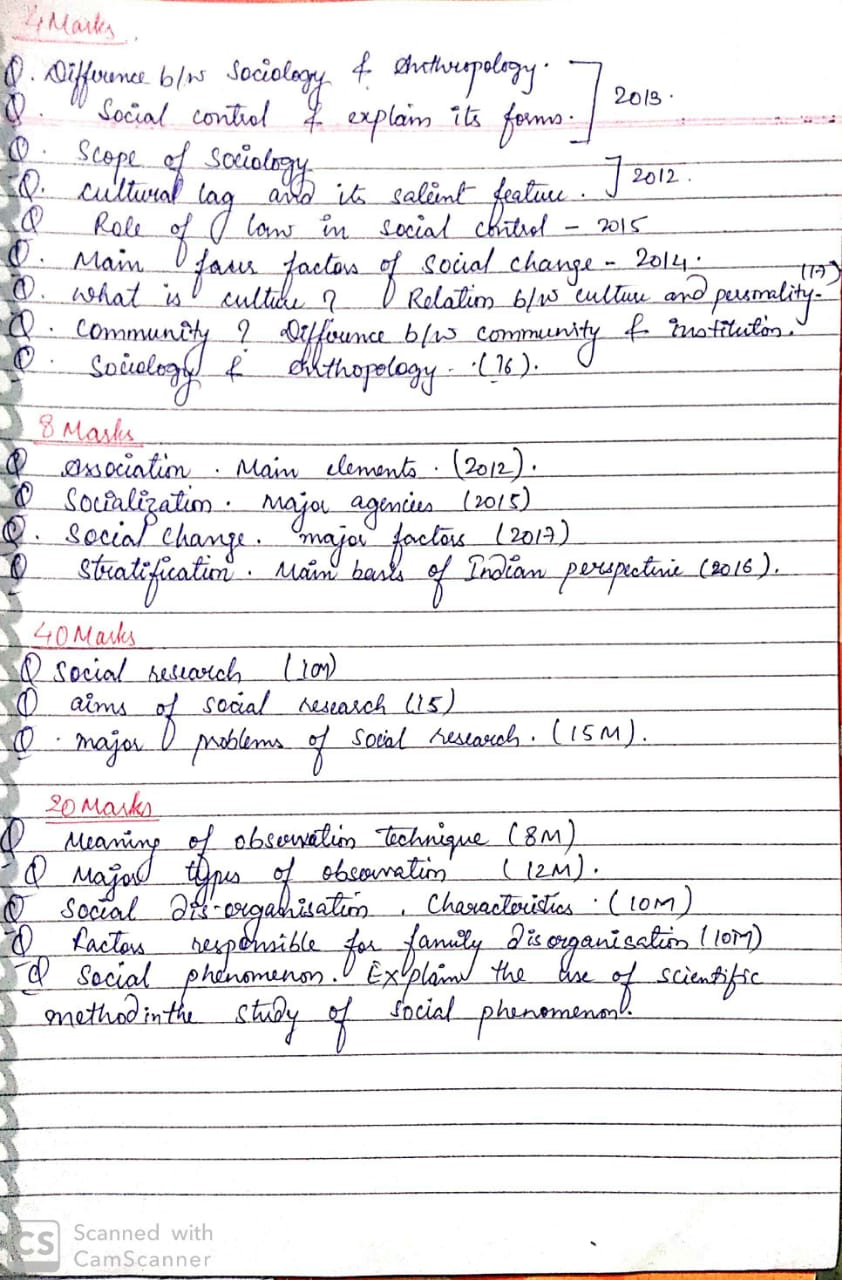 4 Marks.
Q. Difference b/w Sociology & Anthropology.
Q. Social control & explain its forms. ] 2013.
Q. Scope of Sociology
Q. cultural lag and its salient feature. ] 2012.
Q Role of law in social control - 2015
Q. Main four factors of social change - 2014.
Q. what is culture? Relation b/w culture and personality- (17)
Q. Community? Difference b/w community & institution.
Q. Sociology & Anthopology. (16).
8 Marks
Q Association. Main elements. (2012).
Q Socialization. Major agencies (2015)
Q. Social change. major factors (2017)
Q Stratification. Main basis of Indian perspective (2016).
40 Marks
Q Social research (10M)
Q aims of social research (15)
Q. major problems of social research. (15M).
20 Marks
Q Meaning of observation technique (8M)
Q Major types of observation (12M).
Q Social dis-organisation. Characteristics. (10M)
Q factors responsible for family disorganisation (10M)
Q Social phenomenon. Explain the use of scientific
method in the study of social phenomenon.
CS Scanned with
CamScanner